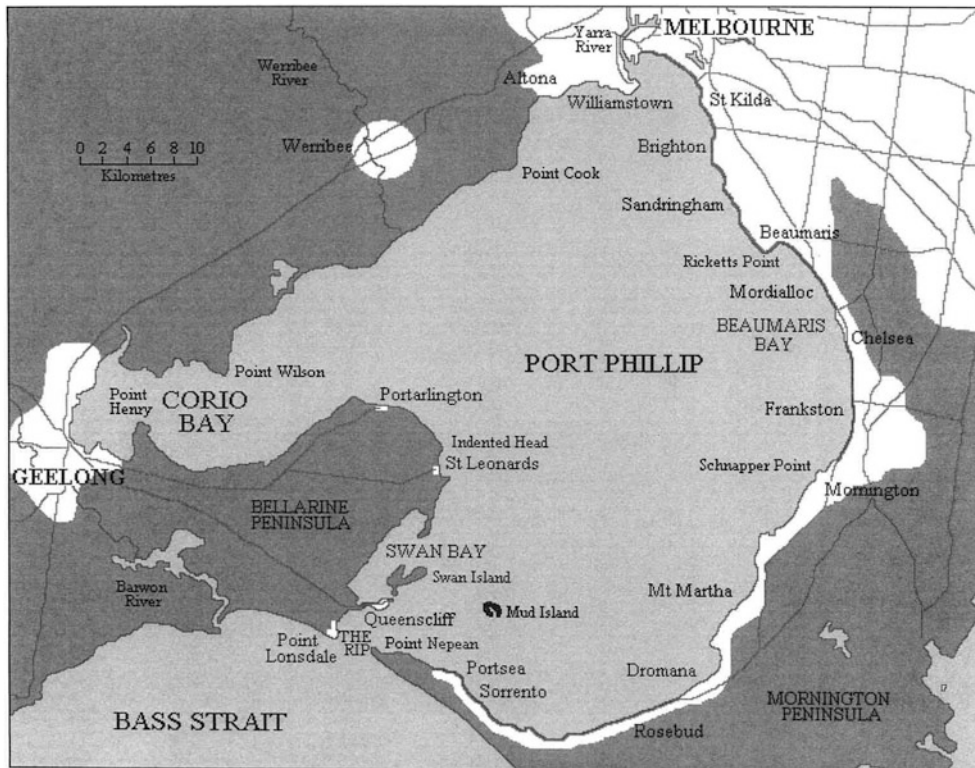 MELBOURNE
Yarra
River
Werribee
River
Altona
Williamstown
St Kilda
0 2 4 6 8 10
Kilometres
Werribee
Brighton
Point Cook
Sandringham
Beaumaris
Ricketts Point
Mordialloc
BEAUMARIS
BAY
Chelsea
PORT PHILLIP
Point Wilson
Point
Henry
CORIO
BAY
Portarlington
Frankston
Indented Head
St Leonards
Schnapper Point
GEELONG
Mornington
BELLARINE
PENINSULA
SWAN BAY
Swan Island
Barwon
River
Mt Martha
Mud Island
Queenscliff
Point
Lonsdale
THE
RIP
Point Nepean
Portsea
Sorrento
Dromana
MORNINGTON
PENINSULA
BASS STRAIT
Rosebud